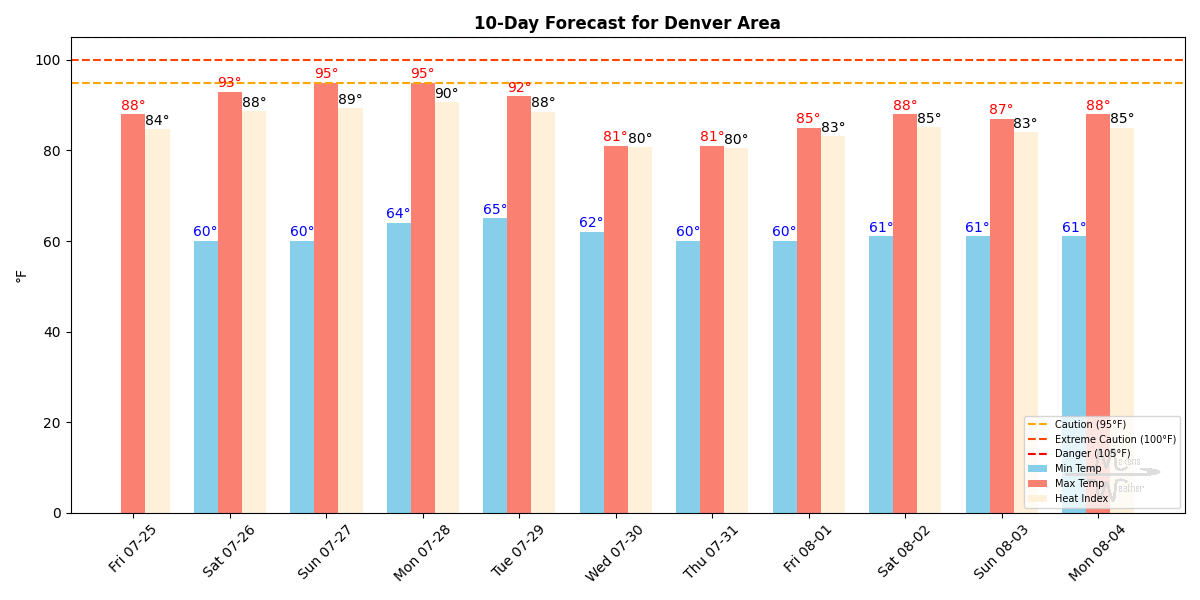 10-Day Forecast for Denver Area
°F
100
80
60
40
20
0
88° 84°
60° 93° 88°
60° 95° 89°
64° 95° 90°
65° 92° 88°
62° 81° 80°
60° 81° 80°
60° 85° 83°
61° 88° 85°
61° 87° 83°
61° 88° 85°
Fri 07-25
Sat 07-26
Sun 07-27
Mon 07-28
Tue 07-29
Wed 07-30
Thu 07-31
Fri 08-01
Sat 08-02
Sun 08-03
Mon 08-04
Caution (95°F)
Extreme Caution (100°F)
Danger (105°F)
Min Temp
Max Temp
Heat Index